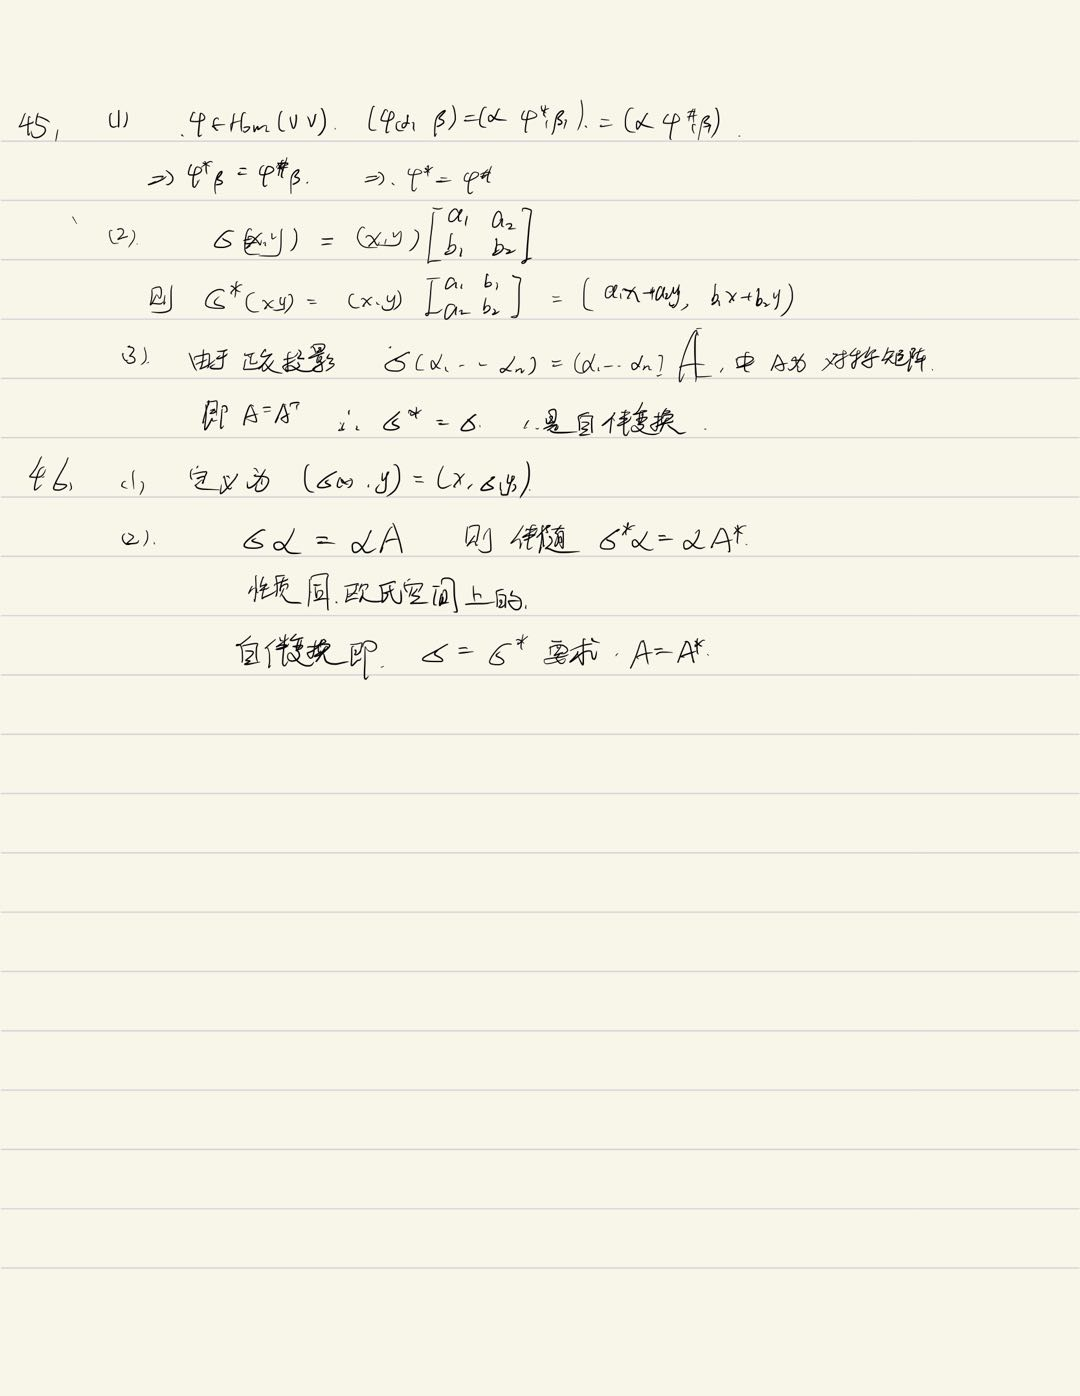 45, (1) φ∈Hom(V V). (φ(α), β)=(α φ*(β)).=(α φ#(β)).
⇒ φ*β = φ#β. ⇒. φ* = φ#
(2). σ(x,y) = (x,y) [a₁ a₂ b₁ b₂]
则 σ*(x y) = (x,y) [a₁ b₁ a₂ b₂] = (a₁x+a₂y, b₁x+b₂y)
(3). 由于正交投影 σ(α₁ -- αn) = (α₁ -- αn) A, 中 A为 对称矩阵.
即 A=Aᵀ ∴ σ* = σ. ∴是自伴变换.
46, (1) 定义为 (σ(x), y) = (x, σ(y)).
(2). σα = αA 则 伴随 σ*α = αA*.
性质同.欧氏空间上的.
自伴变换即. σ = σ* 要求. A=A*.